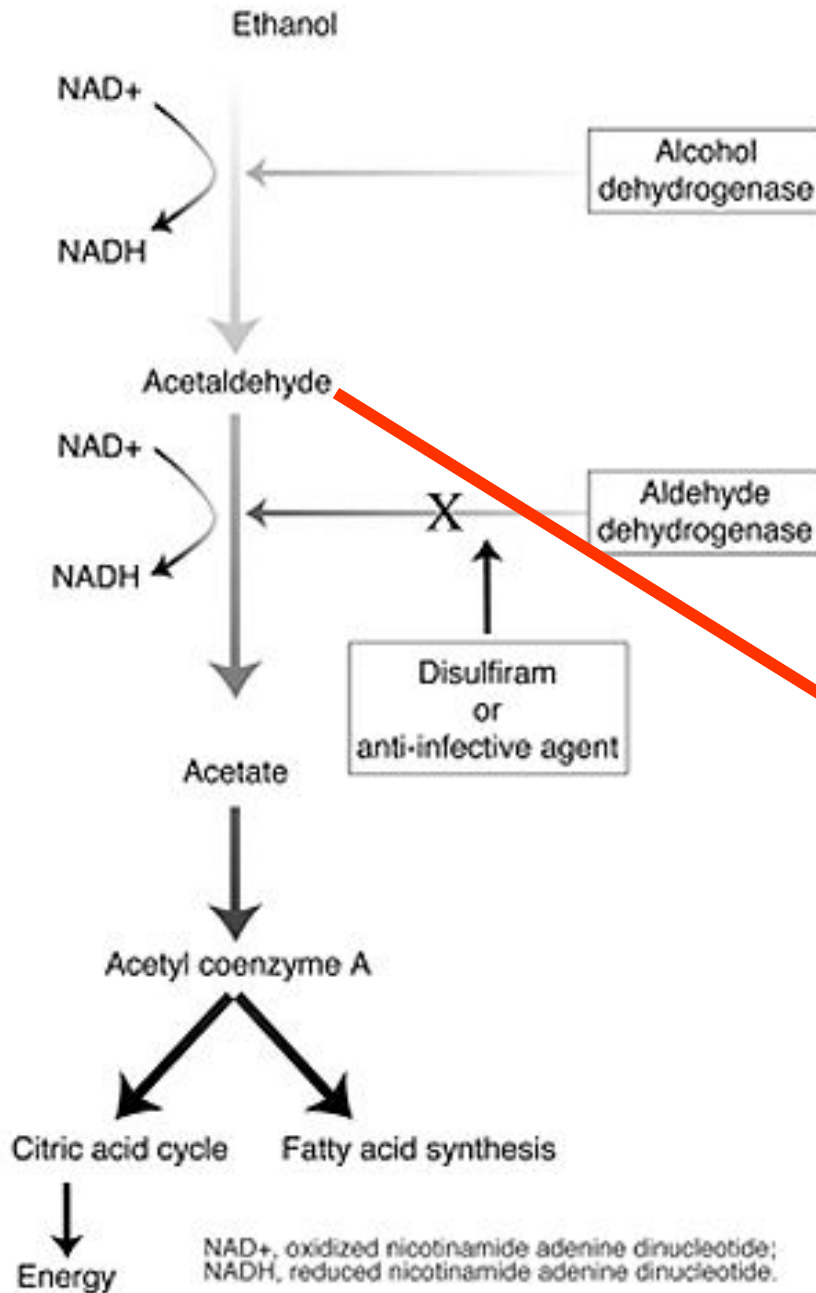 Ethanol
NAD+
Alcohol
dehydrogenase
NADH
Acetaldehyde
NAD+
Aldehyde
dehydrogenase
X
NADH
Disulfiram
or
anti-infective agent
Acetate
Acetyl coenzyme A
Citric acid cycle
Fatty acid synthesis
Energy
NAD+, oxidized nicotinamide adenine dinucleotide;
NADH, reduced nicotinamide adenine dinucleotide.